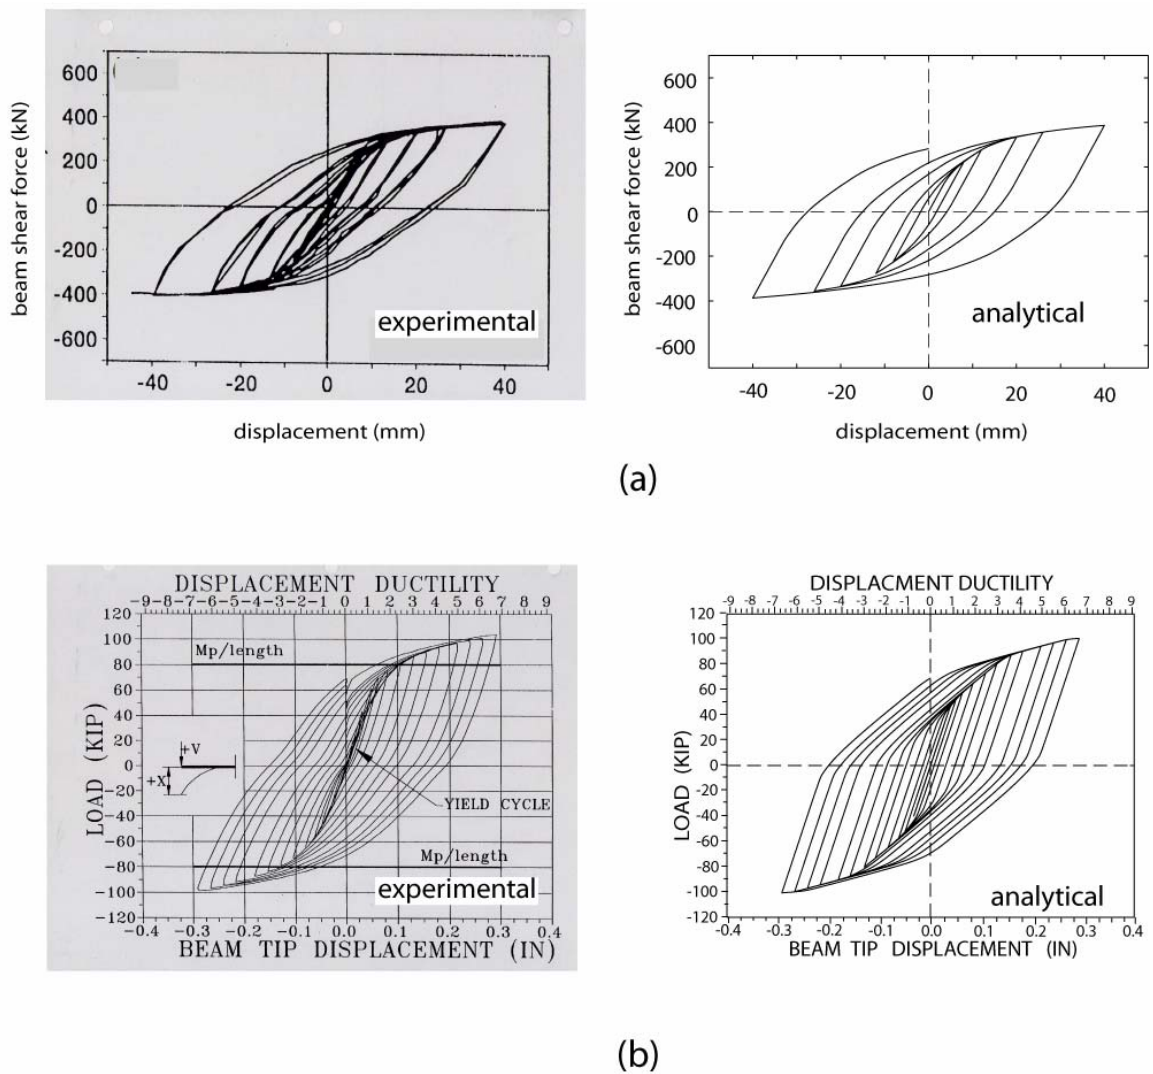 600
400
200
0
-200
-400
-600
beam shear force (kN)
experimental
-40 -20 0 20 40
displacement (mm)
600
400
200
0
-200
-400
-600
beam shear force (kN)
analytical
-40 -20 0 20 40
displacement (mm)
(a)
DISPLACEMENT DUCTILITY
-9-8-7-6-5-4-3-2-1 0 1 2 3 4 5 6 7 8 9
120
100
80
60
40
20
0
-20
-40
-60
-80
-100
-120
LOAD (KIP)
Mp/length
+V
+X
YIELD CYCLE
Mp/length
experimental
-0.4 -0.3 -0.2 -0.1 0.0 0.1 0.2 0.3 0.4
BEAM TIP DISPLACEMENT (IN)
DISPLACMENT DUCTILITY
-9 -8 -7 -6 -5 -4 -3 -2 -1 0 1 2 3 4 5 6 7 8 9
120
100
80
60
40
20
0
-20
-40
-60
-80
-100
-120
LOAD (KIP)
analytical
-0.4 -0.3 -0.2 -0.1 0.0 0.1 0.2 0.3 0.4
BEAM TIP DISPLACEMENT (IN)
(b)